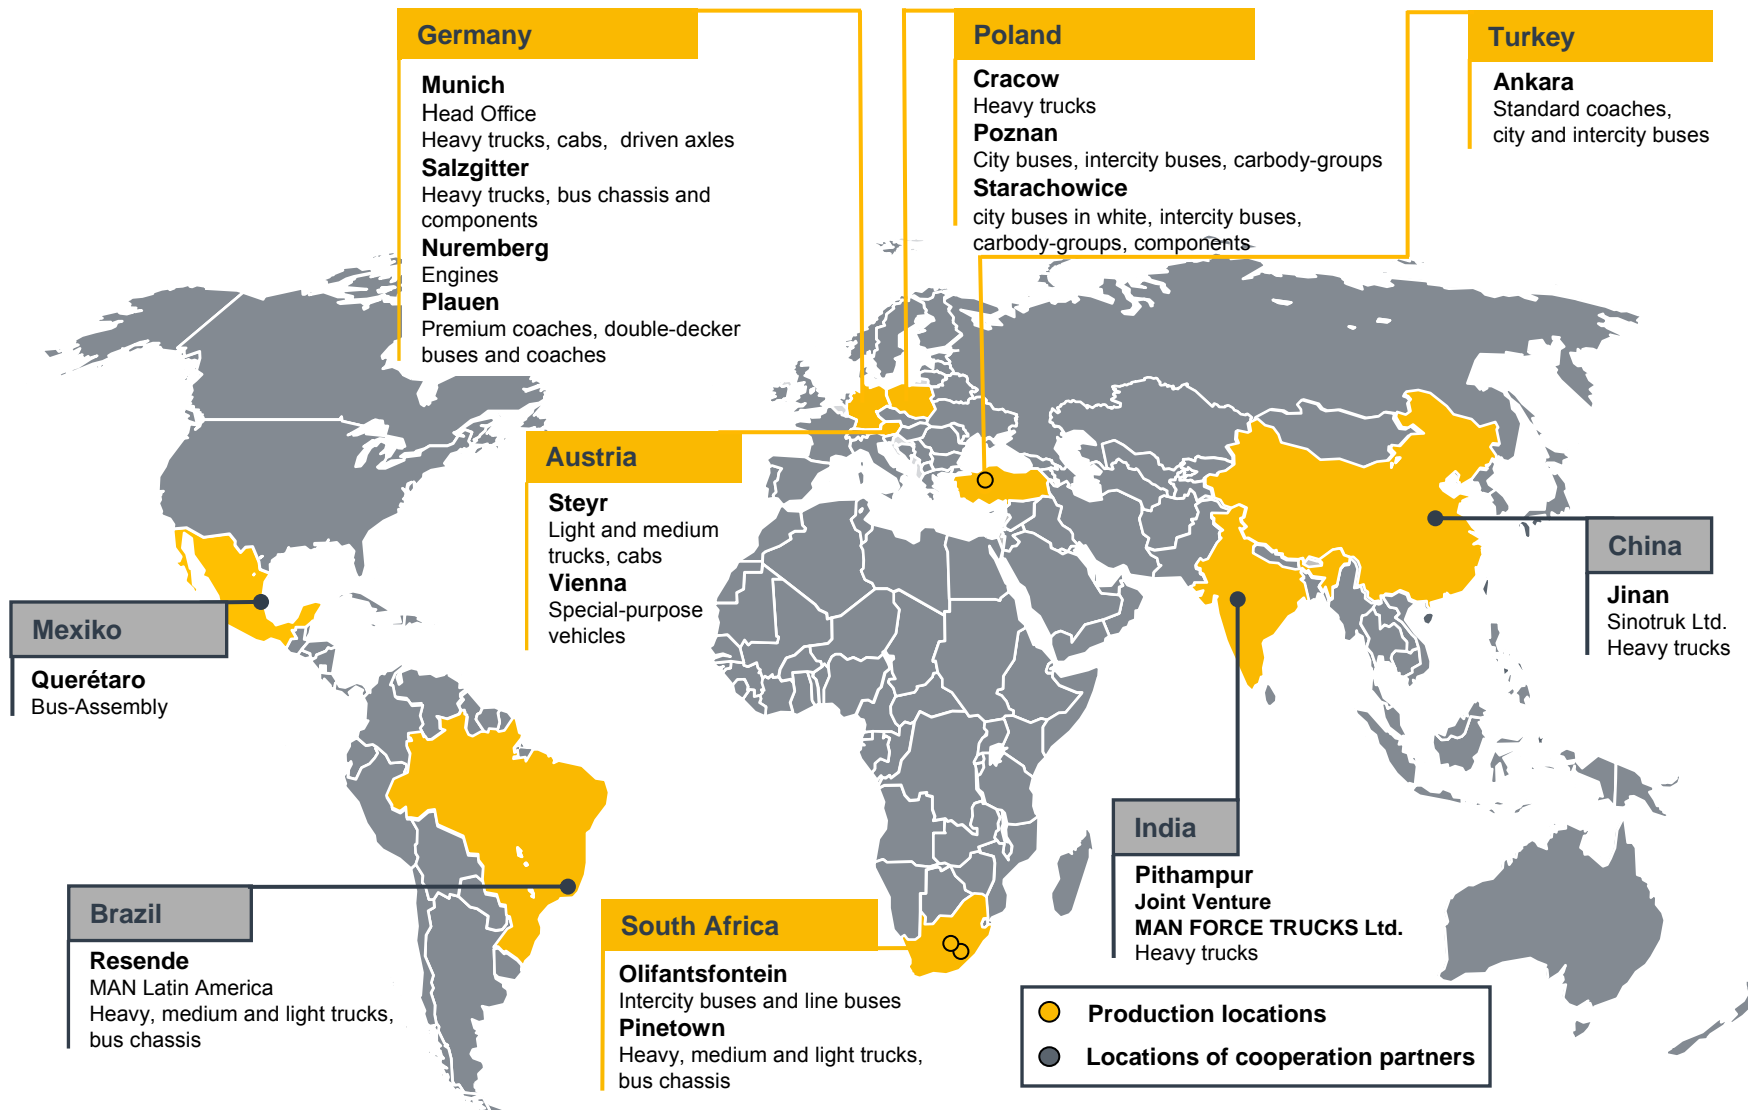 Germany
Munich
Head Office
Heavy trucks, cabs, driven axles
Salzgitter
Heavy trucks, bus chassis and
components
Nuremberg
Engines
Plauen
Premium coaches, double-decker
buses and coaches
Poland
Cracow
Heavy trucks
Poznan
City buses, intercity buses, carbody-groups
Starachowice
city buses in white, intercity buses,
carbody-groups, components
Turkey
Ankara
Standard coaches,
city and intercity buses
Austria
Steyr
Light and medium
trucks, cabs
Vienna
Special-purpose
vehicles
China
Jinan
Sinotruk Ltd.
Heavy trucks
Mexiko
Querétaro
Bus-Assembly
India
Pithampur
Joint Venture
MAN FORCE TRUCKS Ltd.
Heavy trucks
Brazil
Resende
MAN Latin America
Heavy, medium and light trucks,
bus chassis
South Africa
Olifantsfontein
Intercity buses and line buses
Pinetown
Heavy, medium and light trucks,
bus chassis
Production locations
Locations of cooperation partners